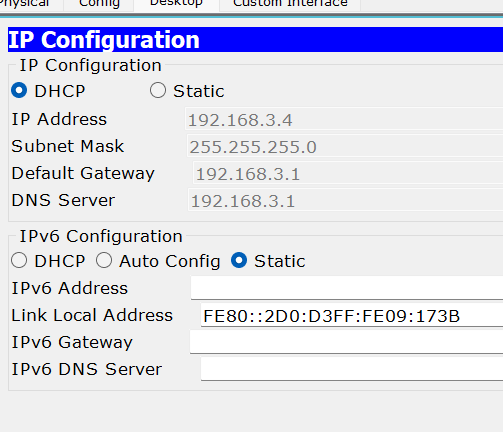 Physical Config Desktop Custom Interface
IP Configuration
IP Configuration
DHCP Static
IP Address 192.168.3.4
Subnet Mask 255.255.255.0
Default Gateway 192.168.3.1
DNS Server 192.168.3.1
IPv6 Configuration
DHCP Auto Config Static
IPv6 Address
Link Local Address FE80::2D0:D3FF:FE09:173B
IPv6 Gateway
IPv6 DNS Server